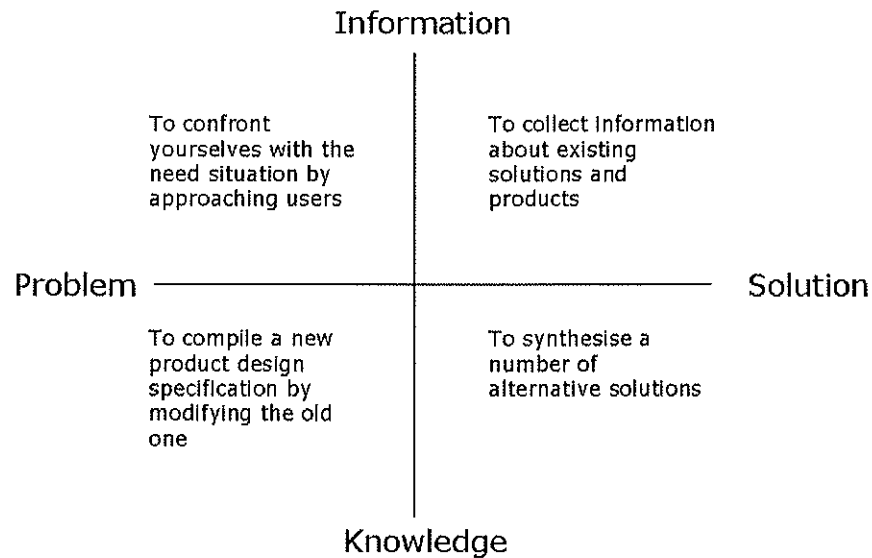 Information
To confront
yourselves with the
need situation by
approaching users
To collect information
about existing
solutions and
products
Problem
Solution
To compile a new
product design
specification by
modifying the old
one
To synthesise a
number of
alternative solutions
Knowledge